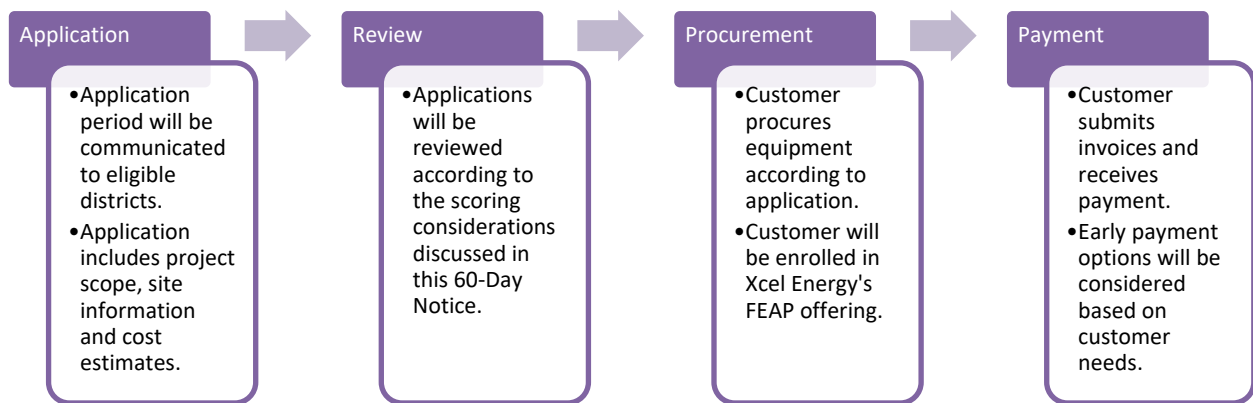 Application
•Application
period will be
communicated
to eligible
districts.
•Application
includes project
scope, site
information
and cost
estimates.
Review
•Applications
will be
reviewed
according to
the scoring
considerations
discussed in
this 60-Day
Notice.
Procurement
•Customer
procures
equipment
according to
application.
•Customer will
be enrolled in
Xcel Energy's
FEAP offering.
Payment
•Customer
submits
invoices and
receives
payment.
•Early payment
options will be
considered
based on
customer
needs.